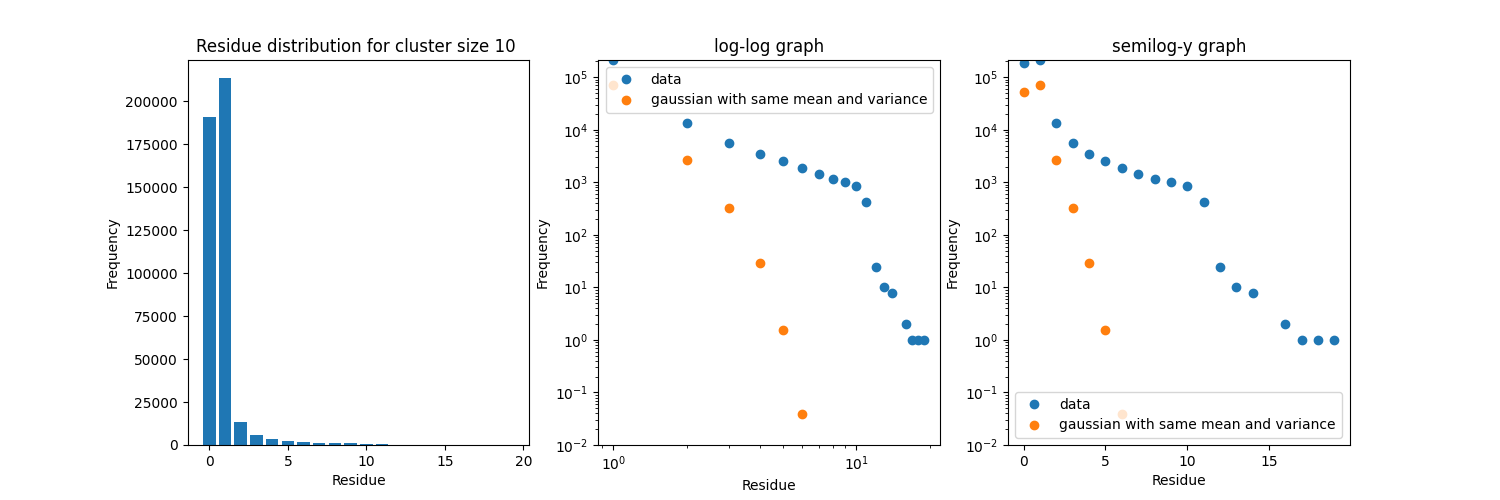 Residue distribution for cluster size 10
Frequency
200000
175000
150000
125000
100000
75000
50000
25000
0
0 5 10 15 20
Residue
log-log graph
data
gaussian with same mean and variance
Frequency
10^5
10^4
10^3
10^2
10^1
10^0
10^-1
10^-2
10^0 10^1
Residue
semilog-y graph
Frequency
10^5
10^4
10^3
10^2
10^1
10^0
10^-1
10^-2
data
gaussian with same mean and variance
0 5 10 15
Residue